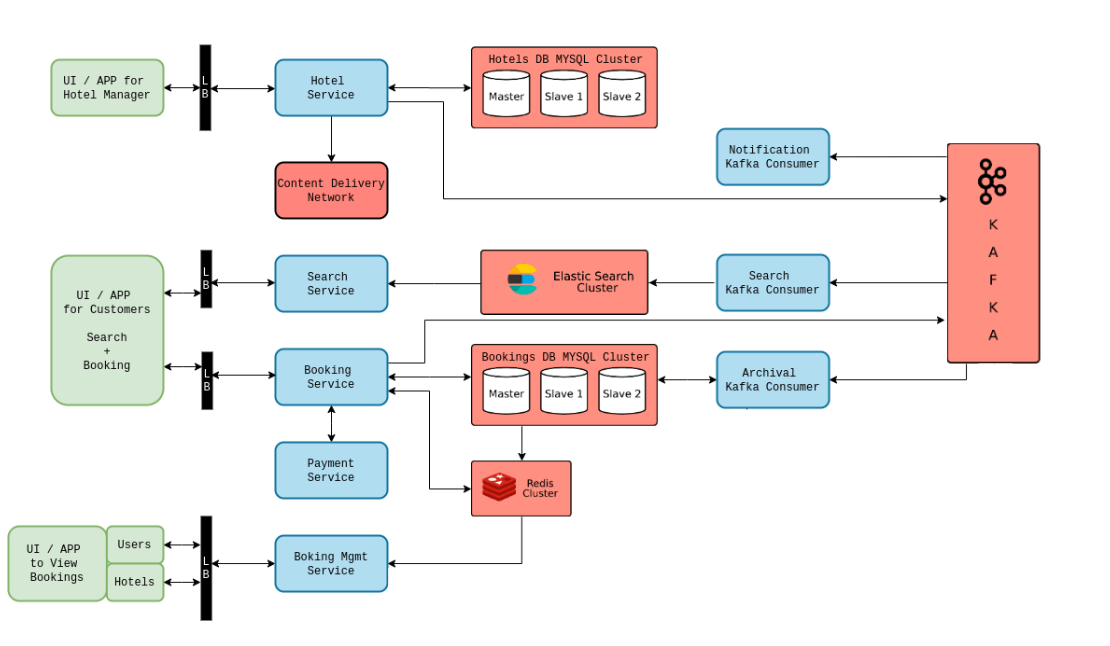 UI / APP for
Hotel Manager
L
B
Hotel
Service
Hotels DB MYSQL Cluster
Master
Slave 1
Slave 2
Content Delivery
Network
Notification
Kafka Consumer
K
A
F
K
A
UI / APP
for Customers
Search
+
Booking
L
B
Search
Service
Elastic Search
Cluster
Search
Kafka Consumer
L
B
Booking
Service
Bookings DB MYSQL Cluster
Master
Slave 1
Slave 2
Archival
Kafka Consumer
Payment
Service
Redis
Cluster
UI / APP
to View
Bookings
Users
Hotels
L
B
Boking Mgmt
Service